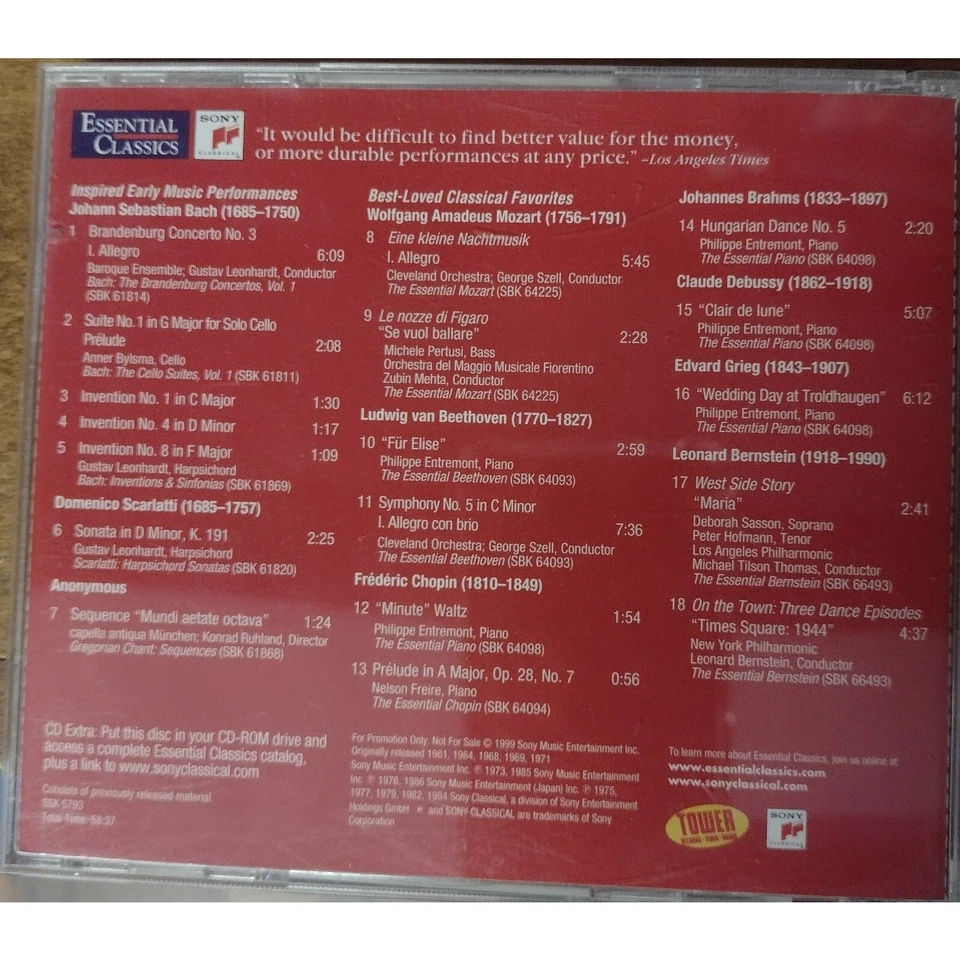 ESSENTIAL
CLASSICS
SONY
CLASSICAL
"It would be difficult to find better value for the money,
or more durable performances at any price." –Los Angeles Times
Inspired Early Music Performances
Johann Sebastian Bach (1685–1750)
1 Brandenburg Concerto No. 3
I. Allegro 6:09
Baroque Ensemble; Gustav Leonhardt, Conductor
Bach: The Brandenburg Concertos, Vol. 1
(SBK 61814)
2 Suite No. 1 in G Major for Solo Cello
Prélude 2:08
Anner Bylsma, Cello
Bach: The Cello Suites, Vol. 1 (SBK 61811)
3 Invention No. 1 in C Major 1:30
4 Invention No. 4 in D Minor 1:17
5 Invention No. 8 in F Major 1:09
Gustav Leonhardt, Harpsichord
Bach: Inventions & Sinfonias (SBK 61869)
Domenico Scarlatti (1685–1757)
6 Sonata in D Minor, K. 191 2:25
Gustav Leonhardt, Harpsichord
Scarlatti: Harpsichord Sonatas (SBK 61820)
Anonymous
7 Sequence "Mundi aetate octava" 1:24
capella antiqua München; Konrad Ruhland, Director
Gregorian Chant: Sequences (SBK 61868)
CD Extra: Put this disc in your CD-ROM drive and
access a complete Essential Classics catalog,
plus a link to www.sonyclassical.com
Consists of previously released material.
SSK 5793
Total Time: 58:37
Best-Loved Classical Favorites
Wolfgang Amadeus Mozart (1756–1791)
8 Eine kleine Nachtmusik
I. Allegro 5:45
Cleveland Orchestra; George Szell, Conductor
The Essential Mozart (SBK 64225)
9 Le nozze di Figaro
"Se vuol ballare" 2:28
Michele Pertusi, Bass
Orchestra del Maggio Musicale Fiorentino
Zubin Mehta, Conductor
The Essential Mozart (SBK 64225)
Ludwig van Beethoven (1770–1827)
10 "Für Elise" 2:59
Philippe Entremont, Piano
The Essential Beethoven (SBK 64093)
11 Symphony No. 5 in C Minor
I. Allegro con brio 7:36
Cleveland Orchestra; George Szell, Conductor
The Essential Beethoven (SBK 64093)
Frédéric Chopin (1810–1849)
12 "Minute" Waltz 1:54
Philippe Entremont, Piano
The Essential Piano (SBK 64098)
13 Prélude in A Major, Op. 28, No. 7 0:56
Nelson Freire, Piano
The Essential Chopin (SBK 64094)
For Promotion Only. Not For Sale © 1999 Sony Music Entertainment Inc.
Originally released 1961, 1964, 1968, 1969, 1971
Sony Music Entertainment Inc. ℗ 1973, 1985 Sony Music Entertainment
Inc. ℗ 1976, 1986 Sony Music Entertainment (Japan) Inc. ℗ 1975,
1977, 1979, 1982, 1994 Sony Classical, a division of Sony Entertainment
Holdings GmbH and SONY CLASSICAL are trademarks of Sony
Corporation
Johannes Brahms (1833–1897)
14 Hungarian Dance No. 5 2:20
Philippe Entremont, Piano
The Essential Piano (SBK 64098)
Claude Debussy (1862–1918)
15 "Clair de lune" 5:07
Philippe Entremont, Piano
The Essential Piano (SBK 64098)
Edvard Grieg (1843–1907)
16 "Wedding Day at Troldhaugen" 6:12
Philippe Entremont, Piano
The Essential Piano (SBK 64098)
Leonard Bernstein (1918–1990)
17 West Side Story
"Maria" 2:41
Deborah Sasson, Soprano
Peter Hofmann, Tenor
Los Angeles Philharmonic
Michael Tilson Thomas, Conductor
The Essential Bernstein (SBK 66493)
18 On the Town: Three Dance Episodes
"Times Square: 1944" 4:37
New York Philharmonic
Leonard Bernstein, Conductor
The Essential Bernstein (SBK 66493)
To learn more about Essential Classics, join us online at
www.essentialclassics.com
www.sonyclassical.com
TOWER
RECORDS • VIDEO • BOOKS
SONY
CLASSICAL